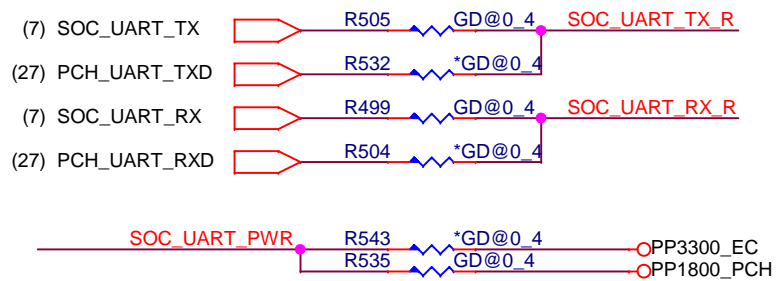 (7) SOC_UART_TX R505 GD@0_4 SOC_UART_TX_R
(27) PCH_UART_TXD R532 *GD@0_4
(7) SOC_UART_RX R499 GD@0_4 SOC_UART_RX_R
(27) PCH_UART_RXD R504 *GD@0_4
SOC_UART_PWR R543 *GD@0_4 PP3300_EC
R535 GD@0_4 PP1800_PCH